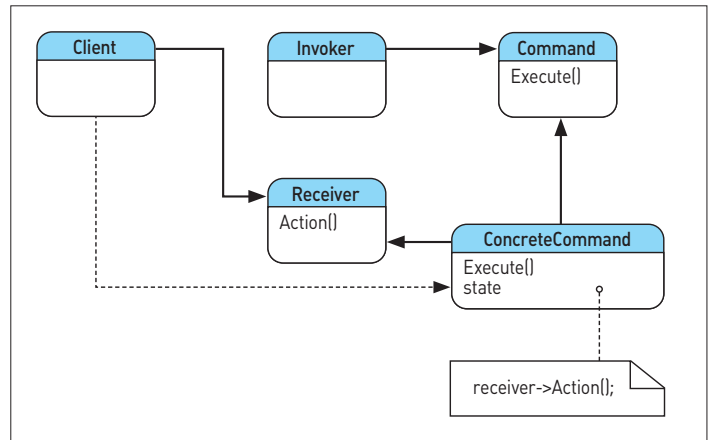 Client
Invoker
Command
Execute()
Receiver
Action()
ConcreteCommand
Execute()
state
receiver->Action();